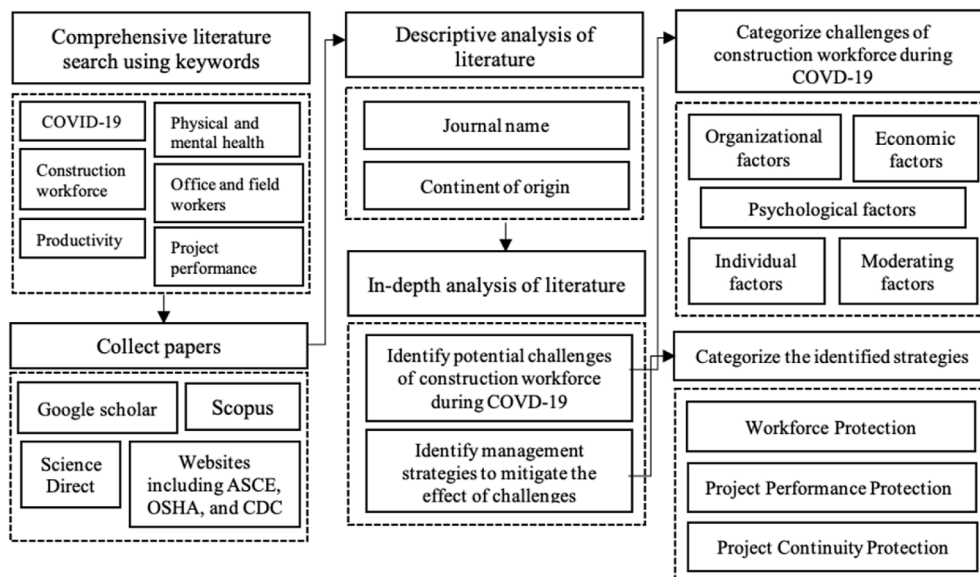 Comprehensive literature
search using keywords
COVID-19
Physical and
mental health
Construction
workforce
Office and field
workers
Productivity
Project
performance
Collect papers
Google scholar
Scopus
Science
Direct
Websites
including ASCE,
OSHA, and CDC
Descriptive analysis of
literature
Journal name
Continent of origin
In-depth analysis of literature
Identify potential challenges
of construction workforce
during COVD-19
Identify management
strategies to mitigate the
effect of challenges
Categorize challenges of
construction workforce during
COVD-19
Organizational
factors
Economic
factors
Psychological factors
Individual
factors
Moderating
factors
Categorize the identified strategies
Workforce Protection
Project Performance Protection
Project Continuity Protection